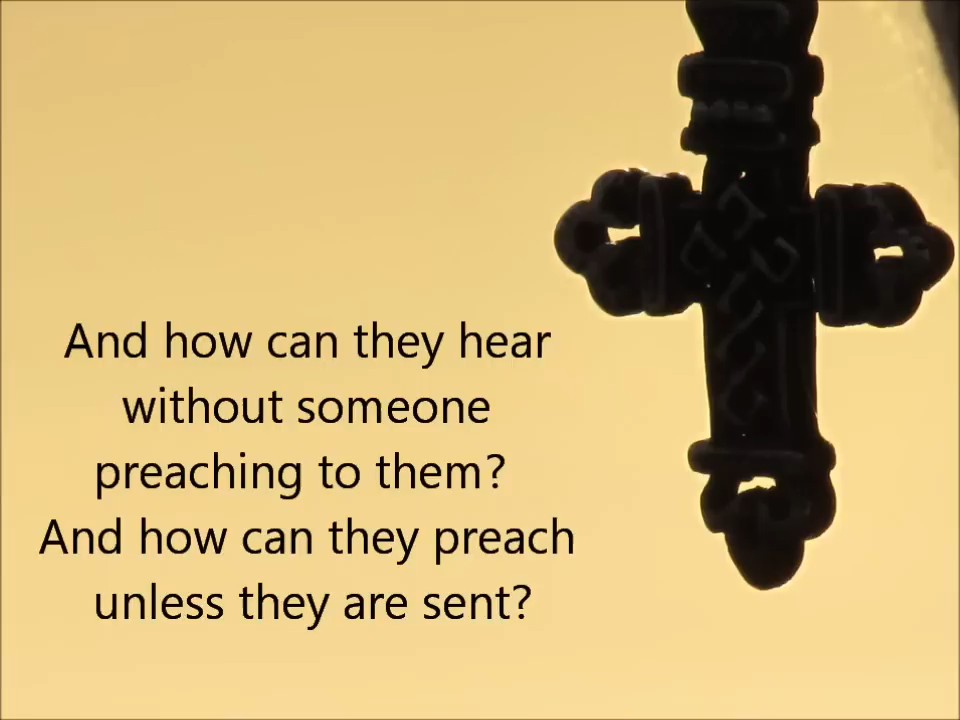 And how can they hear
without someone
preaching to them?
And how can they preach
unless they are sent?